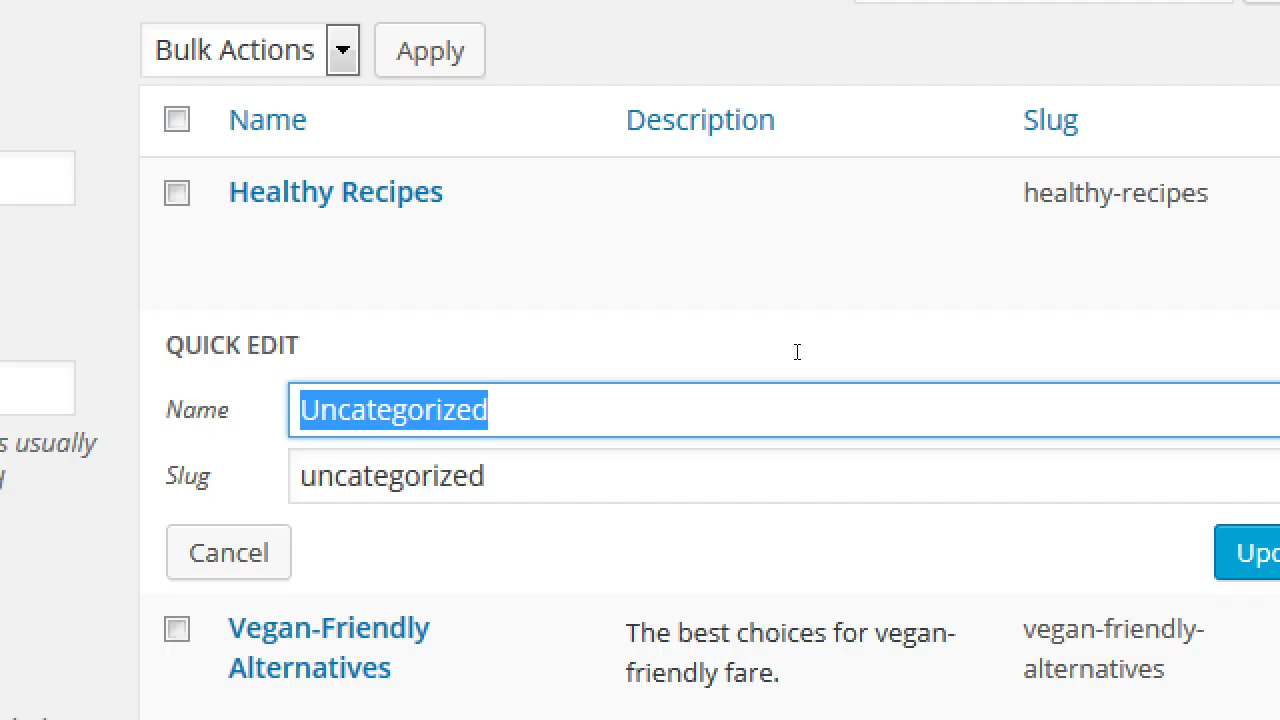 Bulk Actions Apply
Name Description Slug
Healthy Recipes healthy-recipes
QUICK EDIT
Name Uncategorized
s usually
Slug uncategorized
Cancel
Vegan-Friendly Alternatives
The best choices for vegan-
friendly fare.
vegan-friendly-
alternatives